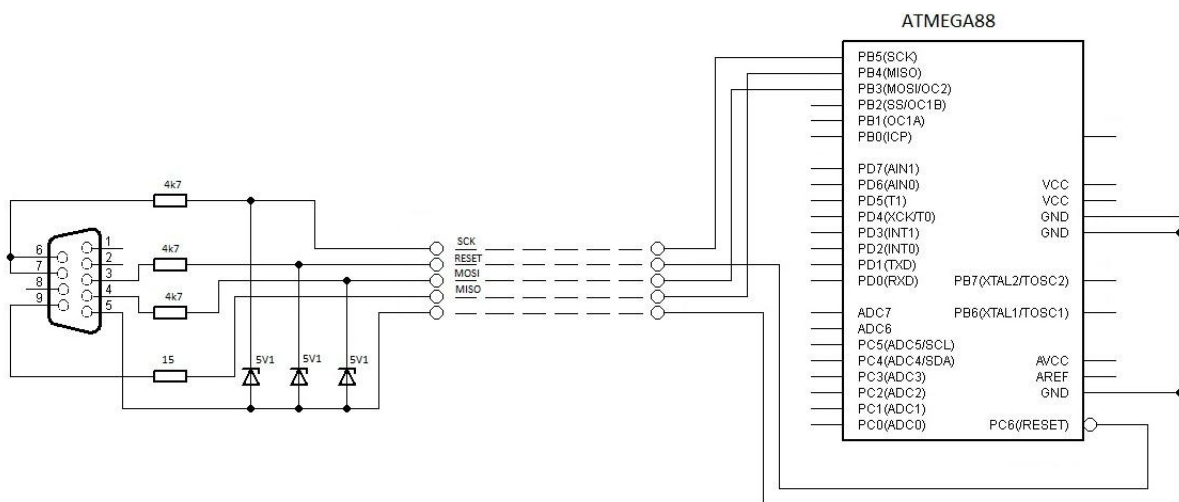 ATMEGA88
PB5(SCK)
PB4(MISO)
PB3(MOSI/OC2)
PB2(SS/OC1B)
PB1(OC1A)
PB0(ICP)
PD7(AIN1)
PD6(AIN0)
PD5(T1)
PD4(XCK/T0)
PD3(INT1)
PD2(INT0)
PD1(TXD)
PD0(RXD)
ADC7
ADC6
PC5(ADC5/SCL)
PC4(ADC4/SDA)
PC3(ADC3)
PC2(ADC2)
PC1(ADC1)
PC0(ADC0)
VCC
VCC
GND
GND
PB7(XTAL2/TOSC2)
PB6(XTAL1/TOSC1)
AVCC
AREF
GND
PC6(/RESET)
4k7
4k7
4k7
15
6
7
8
9
1
2
3
4
5
5V1
5V1
5V1
SCK
RESET
MOSI
MISO